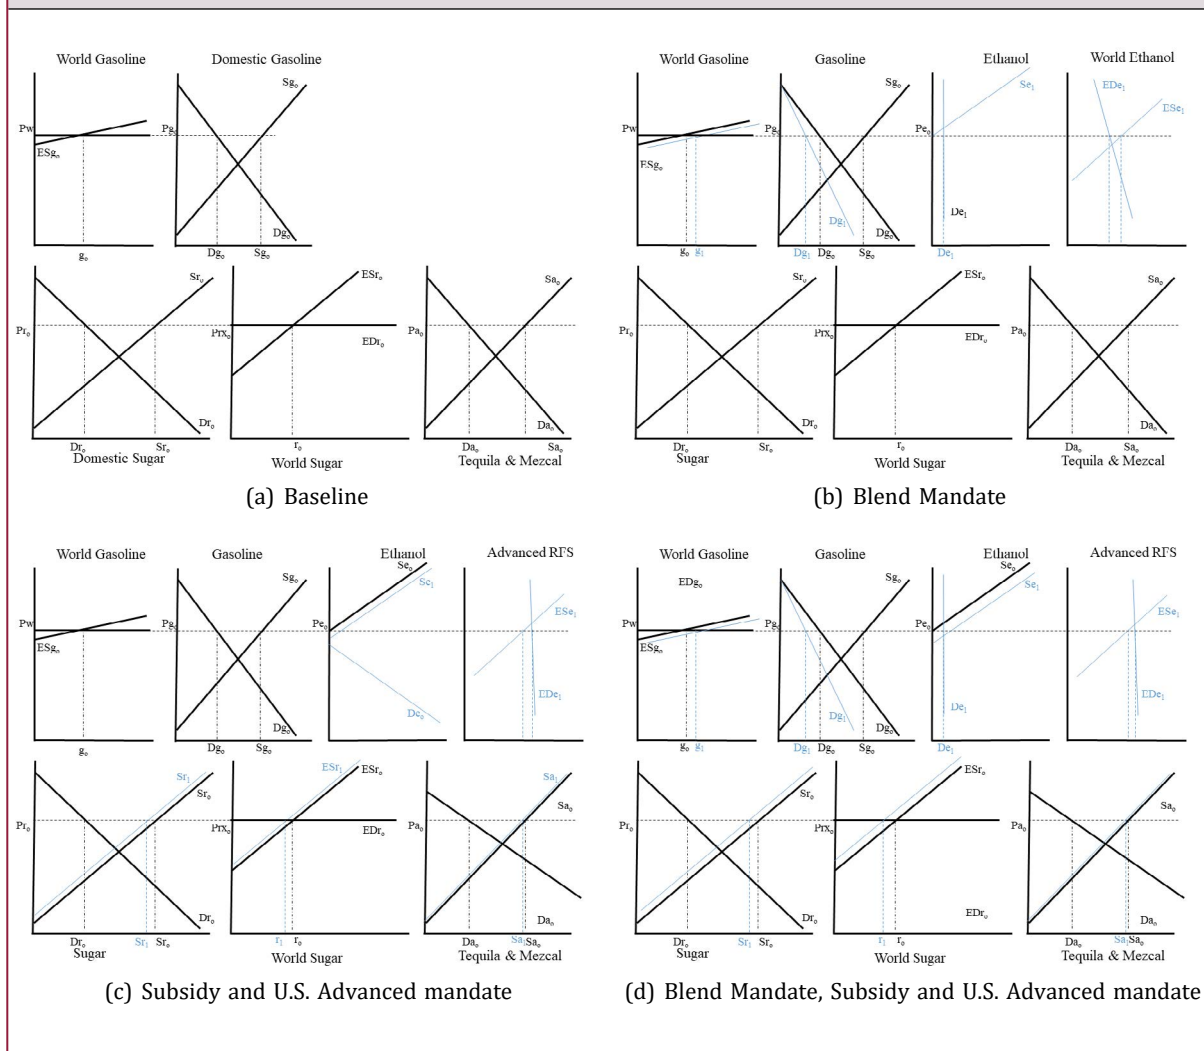 World Gasoline
Domestic Gasoline
Sg₀
Pw
Pg₀
ESg₀
Dg₀
g₀
Dg₀
Sg₀
Sr₀
ESr₀
Sa₀
Pr₀
Prx₀
EDr₀
Pa₀
Dr₀
Da₀
Dr₀
Sr₀
r₀
Da₀
Sa₀
Domestic Sugar
World Sugar
Tequila & Mezcal
(a) Baseline
World Gasoline
Gasoline
Ethanol
World Ethanol
Sg₀
Se₁
EDe₁
ESe₁
Pw
Pg₀
Pe₀
ESg₀
Dg₁
De₁
Dg₀
g₀
g₁
Dg₁
Dg₀
Sg₀
De₁
Sr₀
ESr₀
Sa₀
Pr₀
Prx₀
EDr₀
Pa₀
Dr₀
Da₀
Dr₀
Sr₀
r₀
Da₀
Sa₀
Sugar
World Sugar
Tequila & Mezcal
(b) Blend Mandate
World Gasoline
Gasoline
Ethanol
Advanced RFS
Se₀
Sg₀
Se₁
ESe₁
Pw
Pg₀
Pe₀
ESg₀
EDe₁
De₀
Dg₀
g₀
Dg₀
Sg₀
Sr₁
Sr₀
ESr₁
ESr₀
Sa₁
Sa₀
Pr₀
Prx₀
EDr₀
Pa₀
Dr₀
Da₀
Dr₀
Sr₁
Sr₀
r₁
r₀
Da₀
Sa₁
Sa₀
Sugar
World Sugar
Tequila & Mezcal
(c) Subsidy and U.S. Advanced mandate
World Gasoline
Gasoline
Ethanol
Advanced RFS
EDg₀
Sg₀
Se₀
Se₁
ESe₁
Pw
Pg₀
Pe₀
ESg₀
EDe₁
De₁
Dg₁
Dg₀
g₀
g₁
Dg₁
Dg₀
Sg₀
De₁
Sr₀
ESr₀
Sa₀
Pr₀
Prx₀
Pa₀
Dr₀
EDr₀
Da₀
Dr₀
Sr₁
Sr₀
r₁
r₀
Da₀
Sa₁
Sa₀
Sugar
World Sugar
Tequila & Mezcal
(d) Blend Mandate, Subsidy and U.S. Advanced mandate